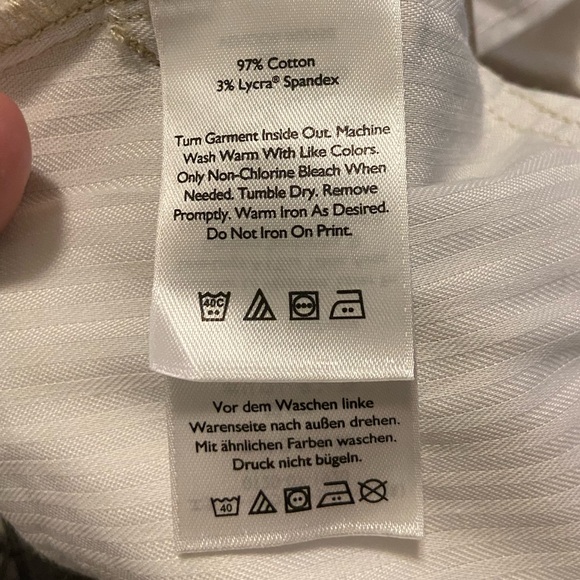 97% Cotton
3% Lycra® Spandex
Turn Garment Inside Out. Machine
Wash Warm With Like Colors.
Only Non-Chlorine Bleach When
Needed. Tumble Dry. Remove
Promptly. Warm Iron As Desired.
Do Not Iron On Print.
40C
Vor dem Waschen linke
Warenseite nach außen drehen.
Mit ähnlichen Farben waschen.
Druck nicht bügeln.
40